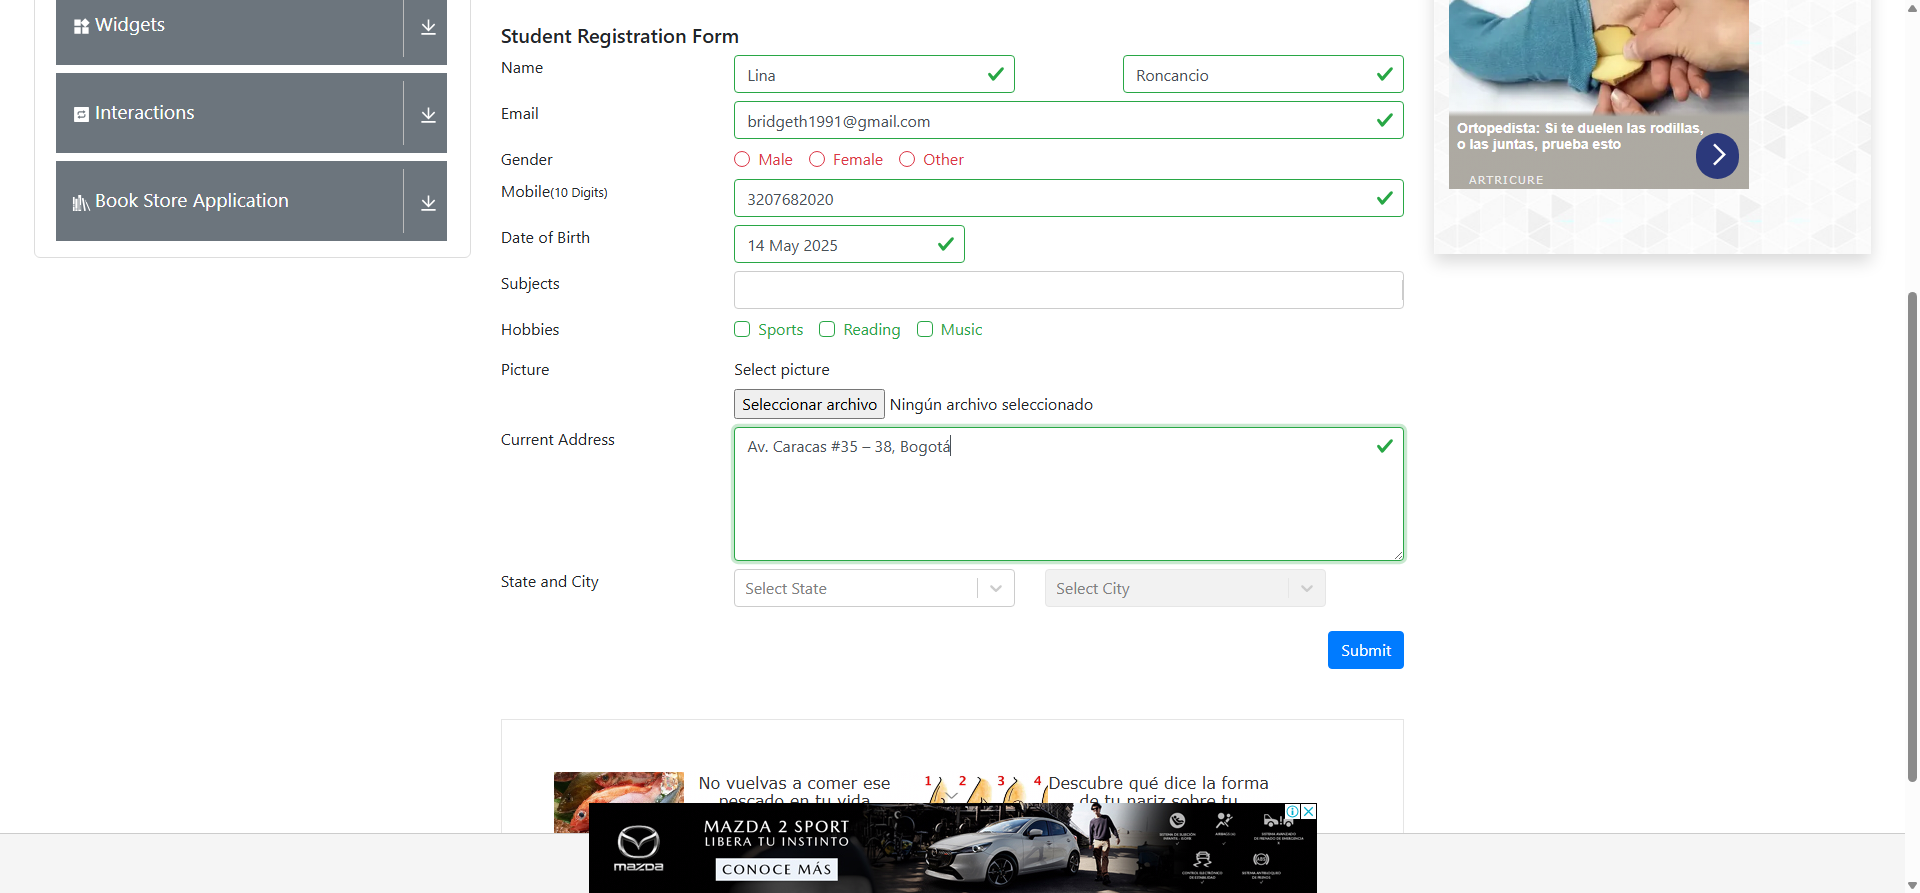 Widgets
Interactions
Book Store Application
Student Registration Form
Name
Lina
Roncancio
Email
bridgeth1991@gmail.com
Gender
Male
Female
Other
Mobile(10 Digits)
3207682020
Date of Birth
14 May 2025
Subjects
Hobbies
Sports
Reading
Music
Picture
Select picture
Seleccionar archivo
Ningún archivo seleccionado
Current Address
Av. Caracas #35 – 38, Bogotá
State and City
Select State
Select City
Submit
Ortopedista: Si te duelen las rodillas,
o las juntas, prueba esto
ARTRICURE
No vuelvas a comer ese
pescado en tu vida
1 2 3 4
Descubre qué dice la forma
de tu nariz sobre tu
MAZDA 2 SPORT
LIBERA TU INSTINTO
CONOCE MÁS
mazda